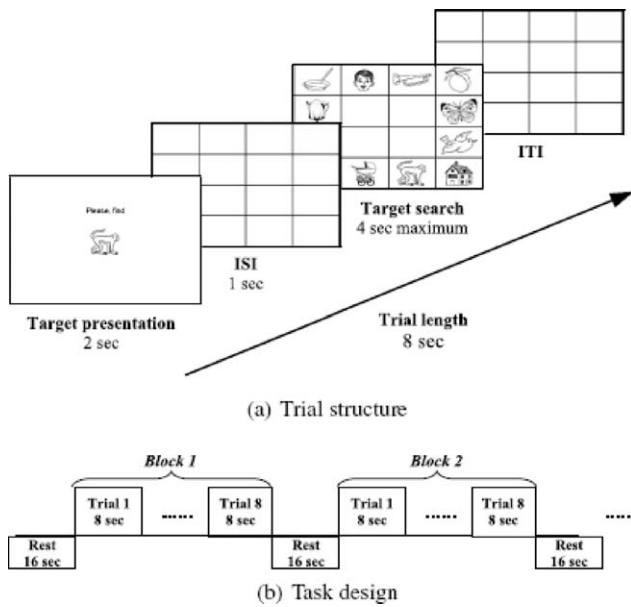 Please, find
Target presentation
2 sec
ISI
1 sec
Target search
4 sec maximum
ITI
Trial length
8 sec
(a) Trial structure
Block 1
Block 2
Trial 1
8 sec
......
Trial 8
8 sec
Trial 1
8 sec
......
Trial 8
8 sec
......
Rest
16 sec
Rest
16 sec
Rest
16 sec
(b) Task design